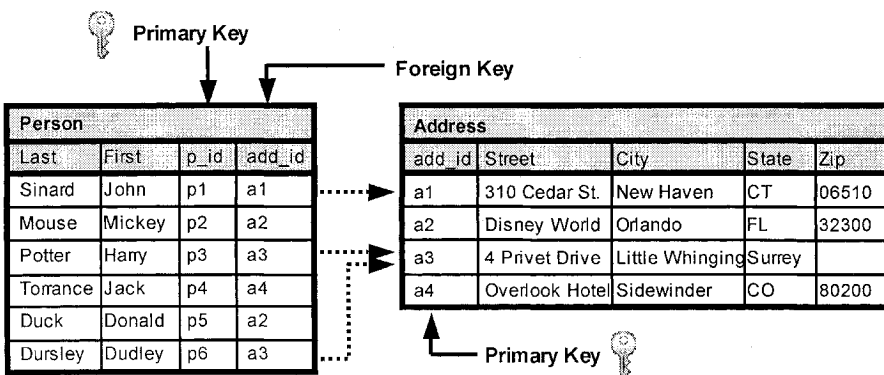 Primary Key
Foreign Key
Person
Last First p_id add_id
Sinard John p1 a1
Mouse Mickey p2 a2
Potter Harry p3 a3
Torrance Jack p4 a4
Duck Donald p5 a2
Dursley Dudley p6 a3
Address
add_id Street City State Zip
a1 310 Cedar St. New Haven CT 06510
a2 Disney World Orlando FL 32300
a3 4 Privet Drive Little Whinging Surrey
a4 Overlook Hotel Sidewinder CO 80200
Primary Key